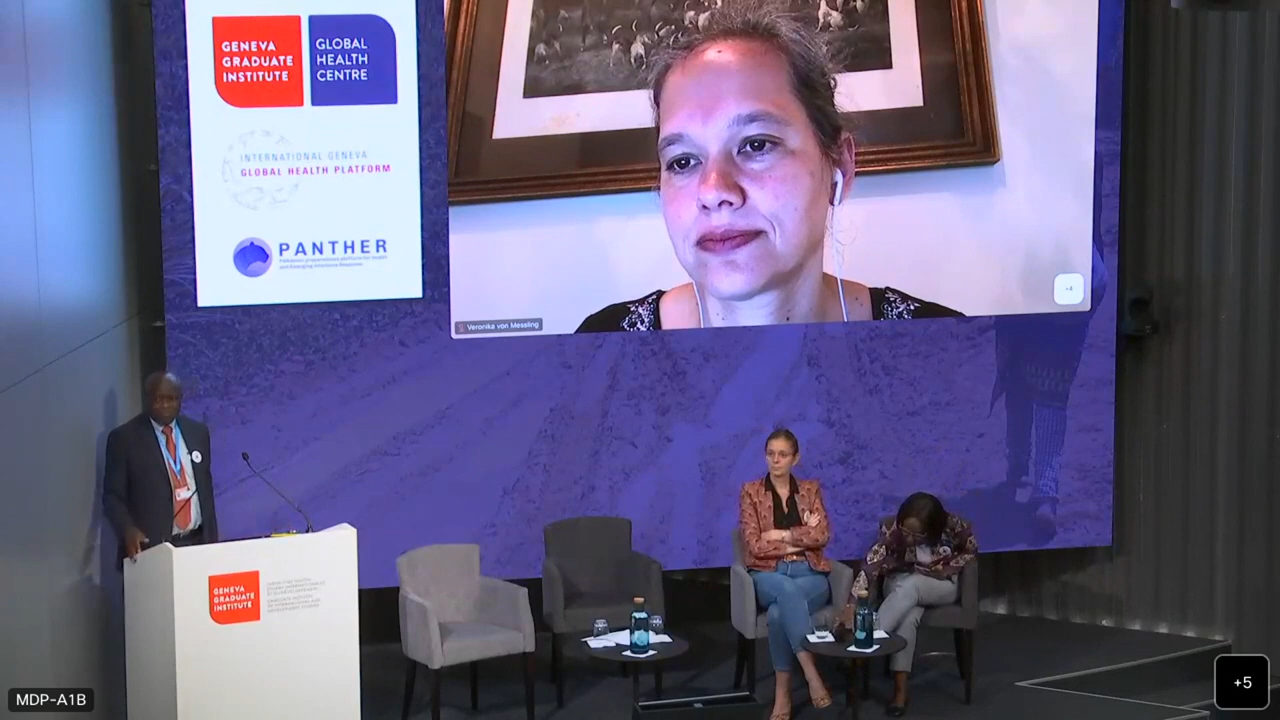 GENEVA
GRADUATE
INSTITUTE
GLOBAL
HEALTH
CENTRE
INTERNATIONAL GENEVA
GLOBAL HEALTH PLATFORM
PANTHER
+4
Veronika von Messling
GENEVA
GRADUATE
INSTITUTE
MDP-A1B
+5